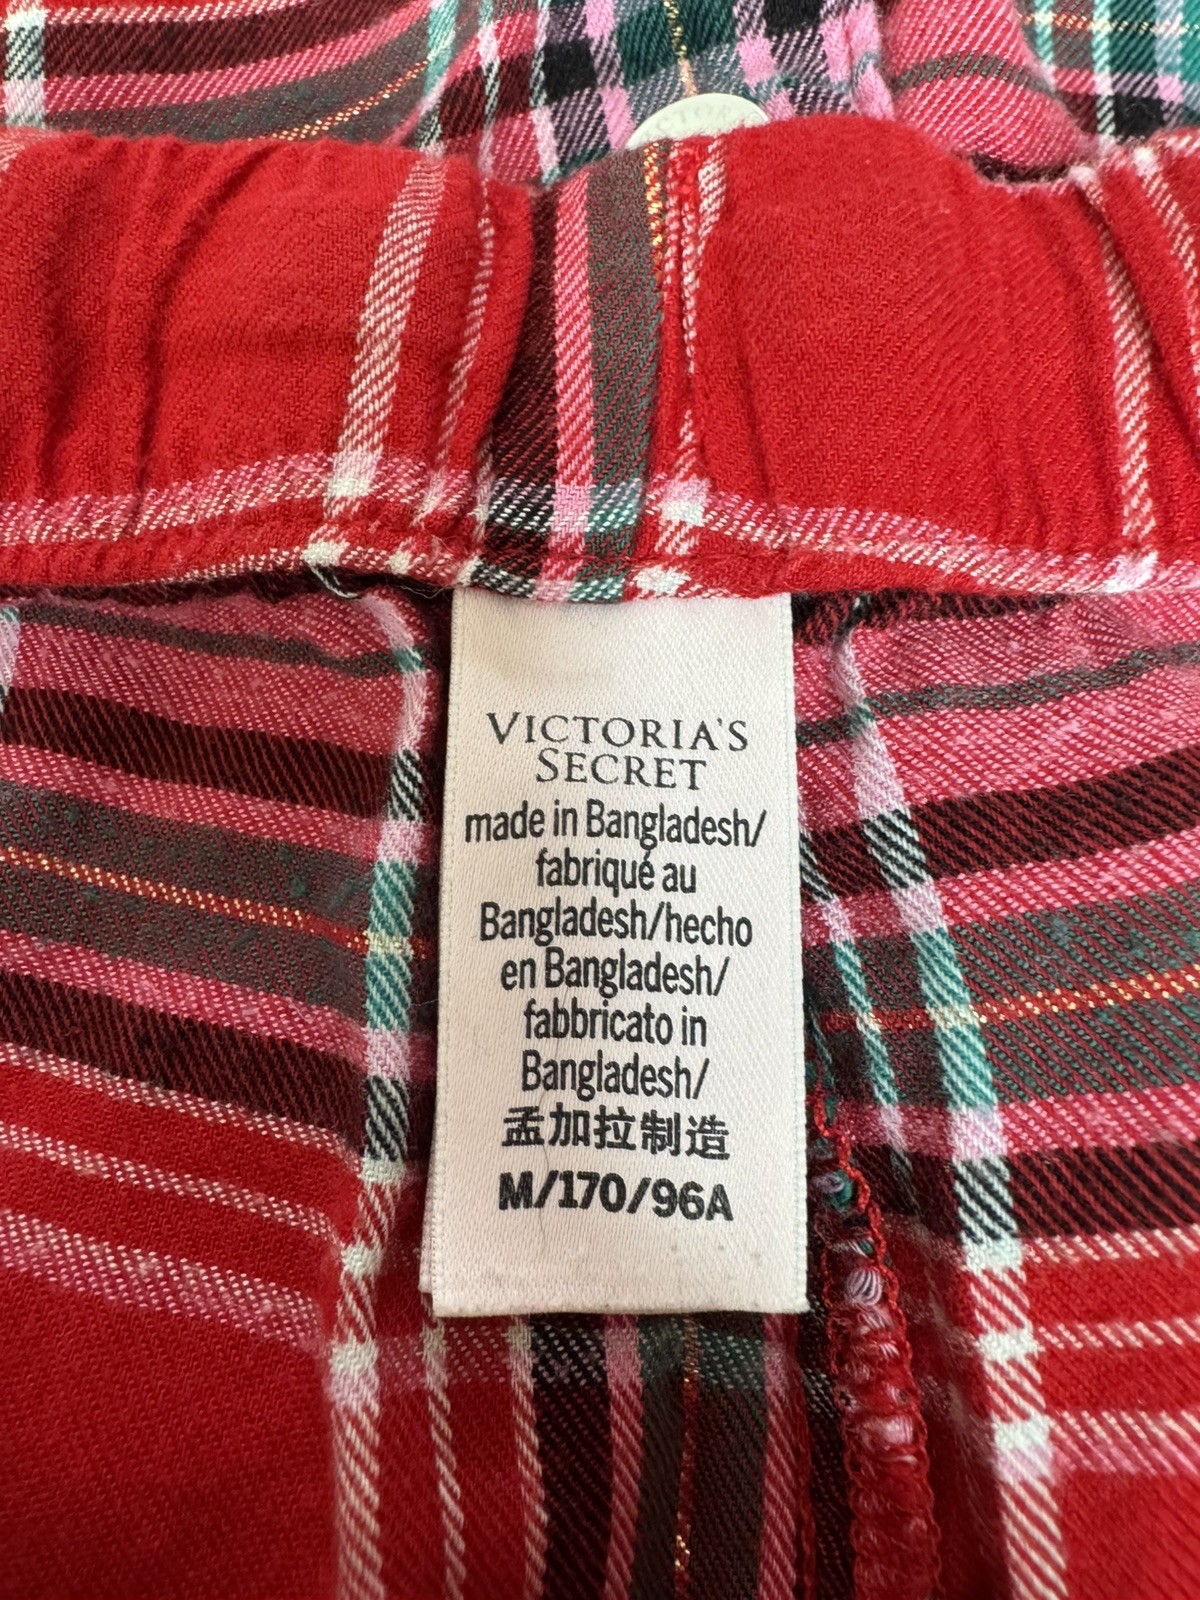 VICTORIA'S
SECRET
made in Bangladesh/
fabriqué au
Bangladesh/hecho
en Bangladesh/
fabbricato in
Bangladesh/
孟加拉制造
M/170/96A